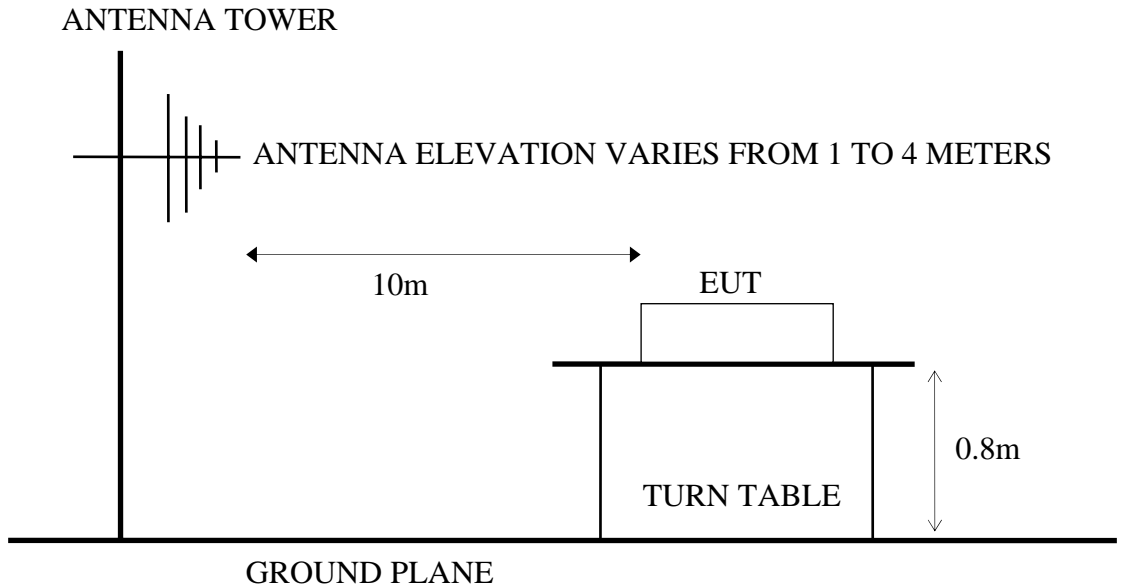 ANTENNA TOWER
ANTENNA ELEVATION VARIES FROM 1 TO 4 METERS
10m
EUT
0.8m
TURN TABLE
GROUND PLANE